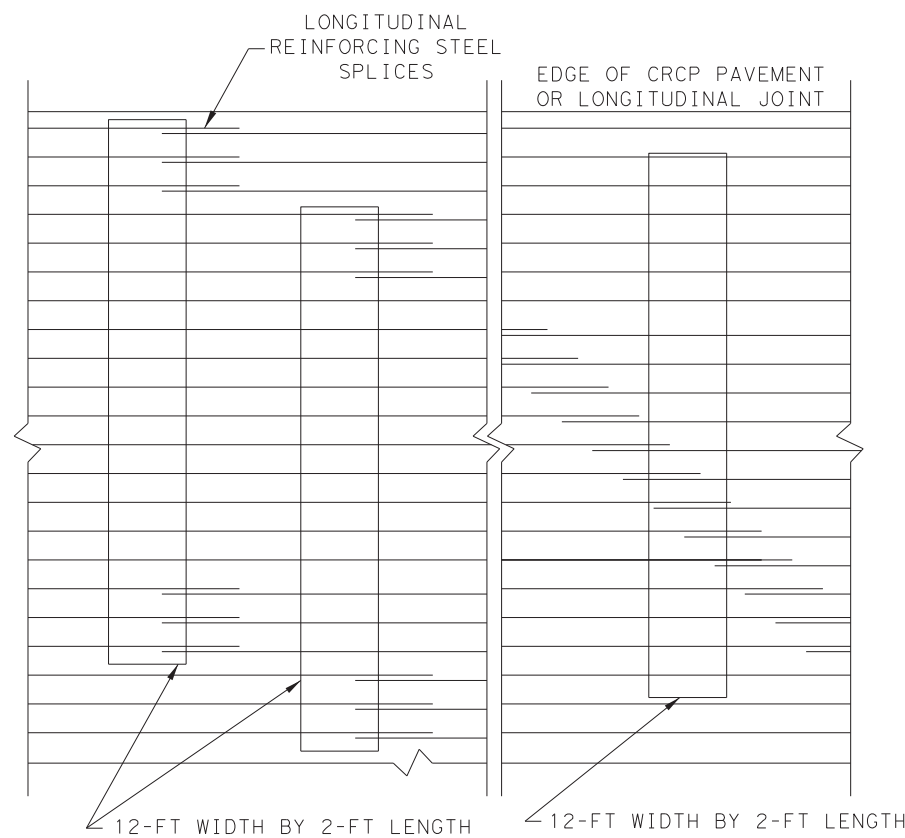 LONGITUDINAL
REINFORCING STEEL
SPLICES
EDGE OF CRCP PAVEMENT
OR LONGITUDINAL JOINT
12-FT WIDTH BY 2-FT LENGTH
12-FT WIDTH BY 2-FT LENGTH